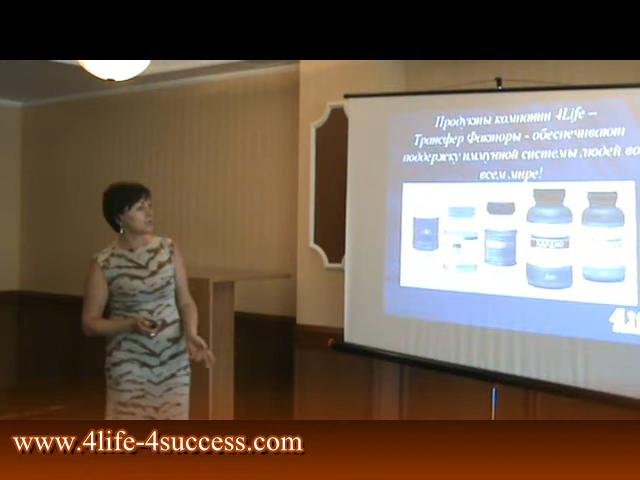 Продукты компании 4Life –
Трансфер Факторы - обеспечивают
поддержку иммунной системы людей во
всем мире!
www.4life-4success.com